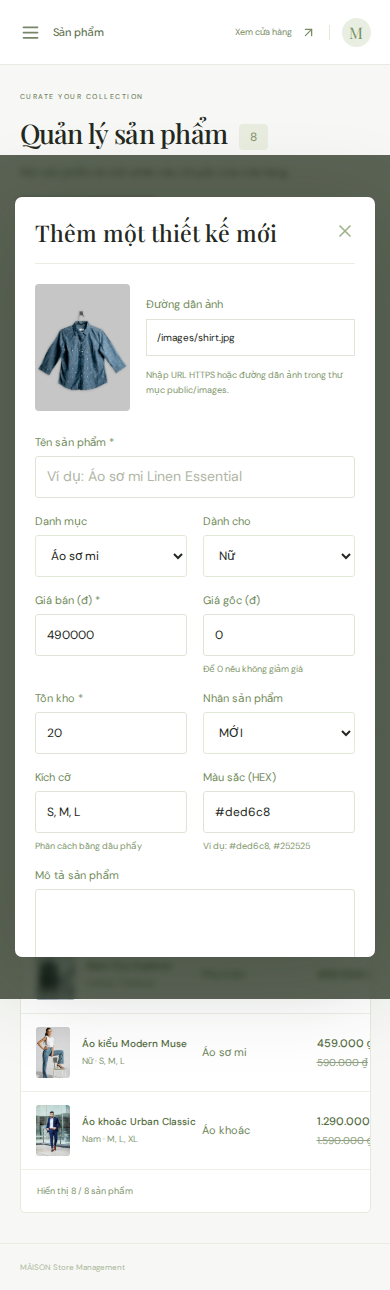 Sản phẩm
Xem cửa hàng
M
CURATE YOUR COLLECTION
Quản lý sản phẩm 8
Thêm một thiết kế mới
Đường dẫn ảnh
/images/shirt.jpg
Nhập URL HTTPS hoặc đường dẫn ảnh trong thư
mục public/images.
Tên sản phẩm *
Ví dụ: Áo sơ mi Linen Essential
Danh mục
Dành cho
Áo sơ mi
Nữ
Giá bán (đ) *
Giá gốc (đ)
490000
0
Để 0 nếu không giảm giá
Tồn kho *
Nhãn sản phẩm
20
MỚI
Kích cỡ
Màu sắc (HEX)
S, M, L
#ded6c8
Phân cách bằng dấu phẩy
Ví dụ: #ded6c8, #252525
Mô tả sản phẩm
Áo kiểu Modern Muse
Nữ · S, M, L
Áo sơ mi
459.000 ₫
590.000 ₫
Áo khoác Urban Classic
Nam · M, L, XL
Áo khoác
1.290.000
1.590.000 ₫
Hiển thị 8 / 8 sản phẩm
MAISON Store Management